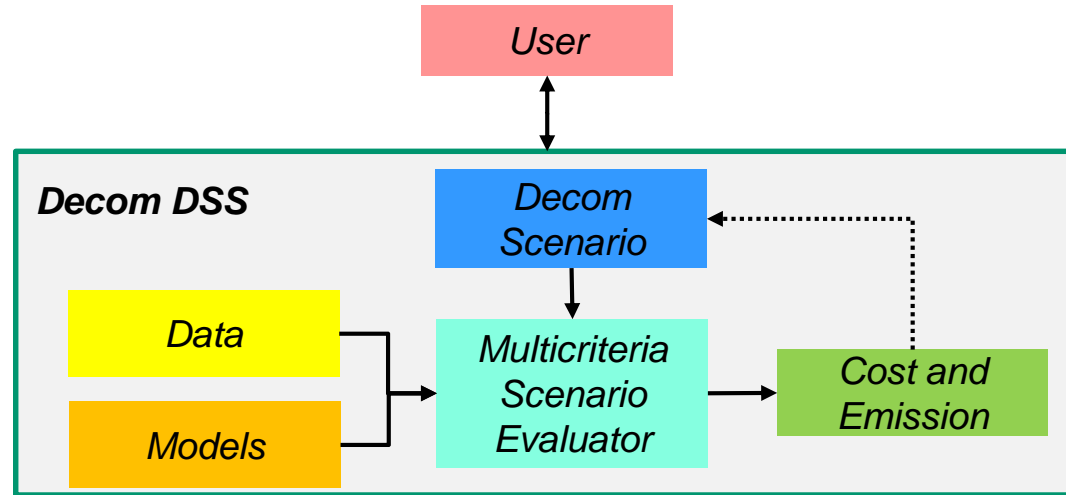 User
Decom DSS
Decom
Scenario
Data
Models
Multicriteria
Scenario
Evaluator
Cost and
Emission